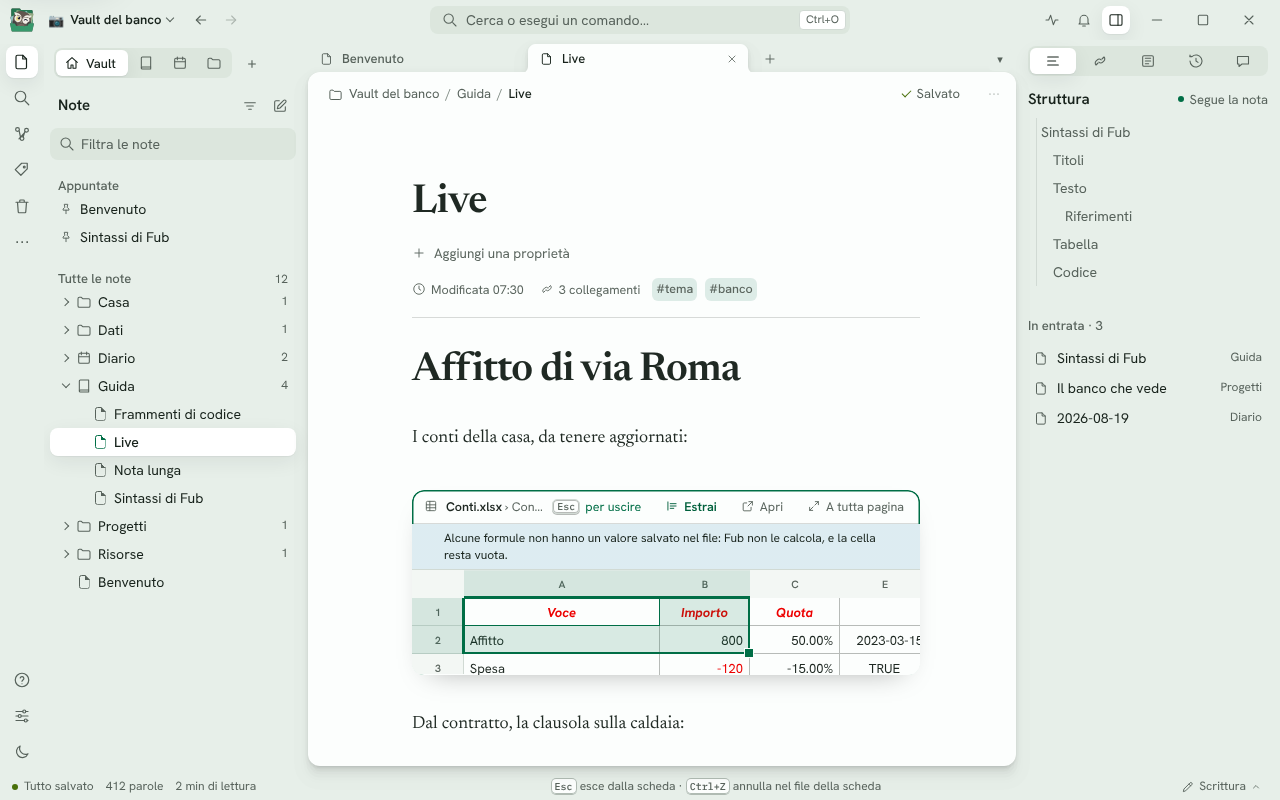 Vault del banco
Cerca o esegui un comando…
Ctrl+O
Vault
Note
Filtra le note
Appuntate
Benvenuto
Sintassi di Fub
Tutte le note 12
Casa 1
Dati 1
Diario 2
Guida 4
Frammenti di codice
Live
Nota lunga
Sintassi di Fub
Progetti 1
Risorse 1
Benvenuto
Benvenuto
Live
Vault del banco / Guida / Live
Salvato
Live
Aggiungi una proprietà
Modificata 07:30 3 collegamenti #tema #banco
Affitto di via Roma
I conti della casa, da tenere aggiornati:
Conti.xlsx › Con… Esc per uscire Estrai Apri A tutta pagina
Alcune formule non hanno un valore salvato nel file: Fub non le calcola, e la cella
resta vuota.
A B C E
1 Voce Importo Quota
2 Affitto 800 50.00% 2023-03-15
3 Spesa -120 -15.00% TRUE
Dal contratto, la clausola sulla caldaia:
Struttura
Segue la nota
Sintassi di Fub
Titoli
Testo
Riferimenti
Tabella
Codice
In entrata · 3
Sintassi di Fub Guida
Il banco che vede Progetti
2026-08-19 Diario
Tutto salvato 412 parole 2 min di lettura
Esc esce dalla scheda · Ctrl+Z annulla nel file della scheda
Scrittura